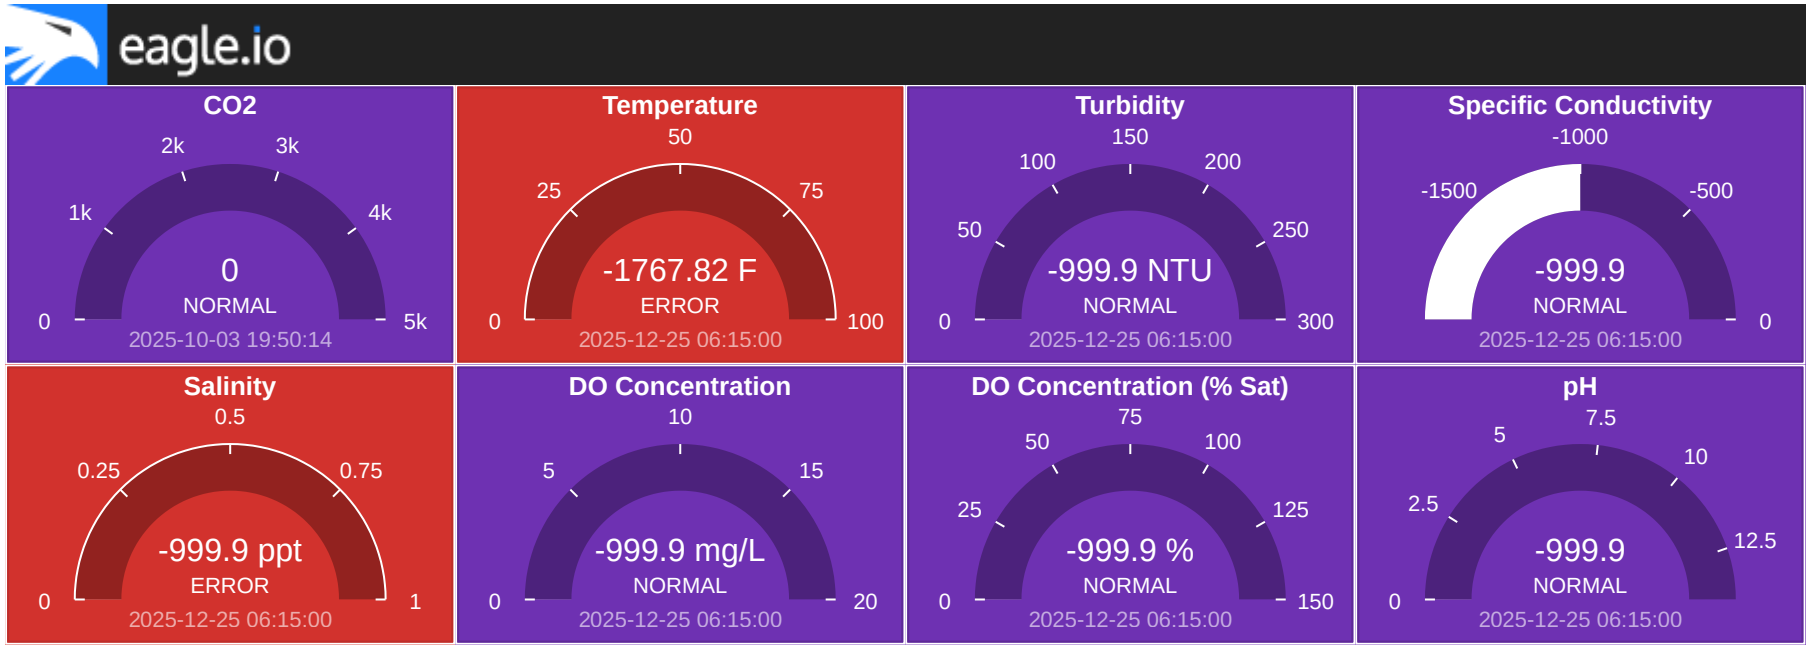 eagle.io
CO2
2k 3k
1k 4k
0
NORMAL
0 5k
2025-10-03 19:50:14
Temperature
50
25 75
-1767.82 F
ERROR
0 100
2025-12-25 06:15:00
Turbidity
150
100 200
50 250
-999.9 NTU
NORMAL
0 300
2025-12-25 06:15:00
Specific Conductivity
-1000
-1500 -500
-999.9
NORMAL
0
2025-12-25 06:15:00
Salinity
0.5
0.25 0.75
-999.9 ppt
ERROR
0 1
2025-12-25 06:15:00
DO Concentration
10
5 15
-999.9 mg/L
NORMAL
0 20
2025-12-25 06:15:00
DO Concentration (% Sat)
75
50 100
25 125
-999.9 %
NORMAL
0 150
2025-12-25 06:15:00
pH
7.5
5 10
2.5 12.5
-999.9
NORMAL
0
2025-12-25 06:15:00